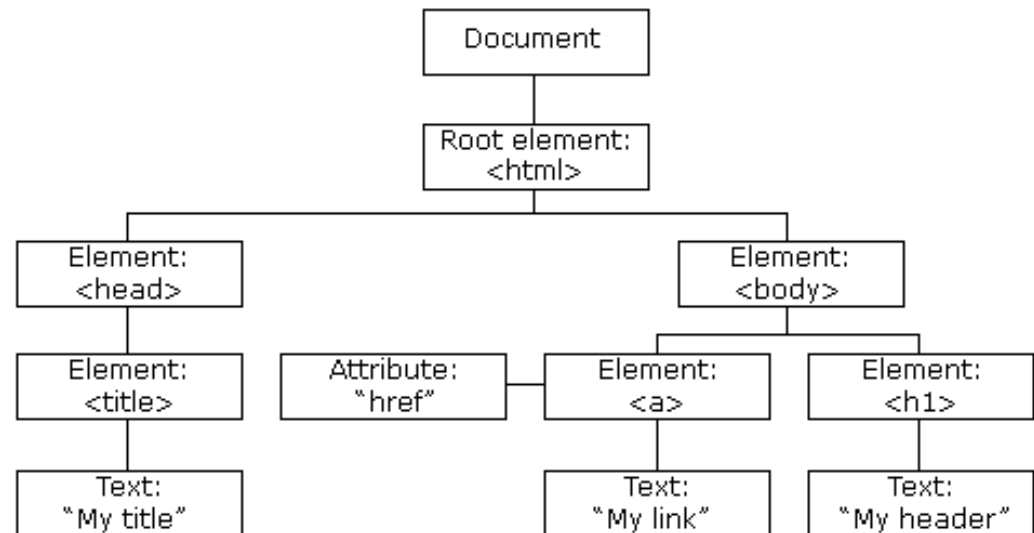 Document
Root element:
<html>
Element:
<head>
Element:
<body>
Element:
<title>
Attribute:
“href”
Element:
<a>
Element:
<h1>
Text:
“My title”
Text:
“My link”
Text:
“My header”